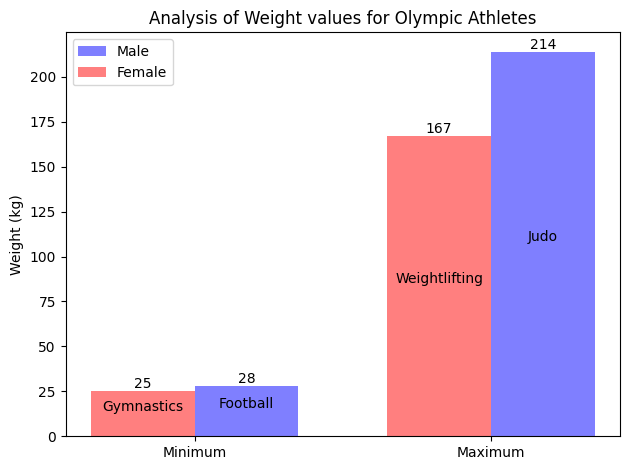 Analysis of Weight values for Olympic Athletes
Male
Female
Weight (kg)
200
175
150
125
100
75
50
25
0
25
28
167
214
Gymnastics
Football
Weightlifting
Judo
Minimum
Maximum